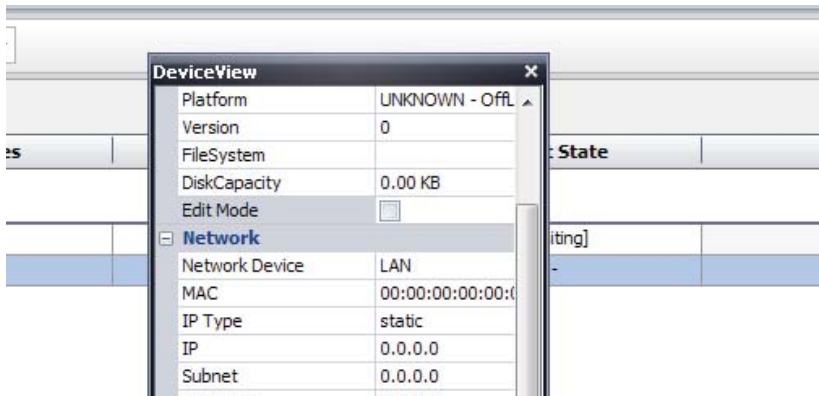 DeviceView
Platform UNKNOWN - OffL
Version 0
es FileSystem : State
DiskCapacity 0.00 KB
Edit Mode
Network iting]
Network Device LAN -
MAC 00:00:00:00:00:0
IP Type static
IP 0.0.0.0
Subnet 0.0.0.0